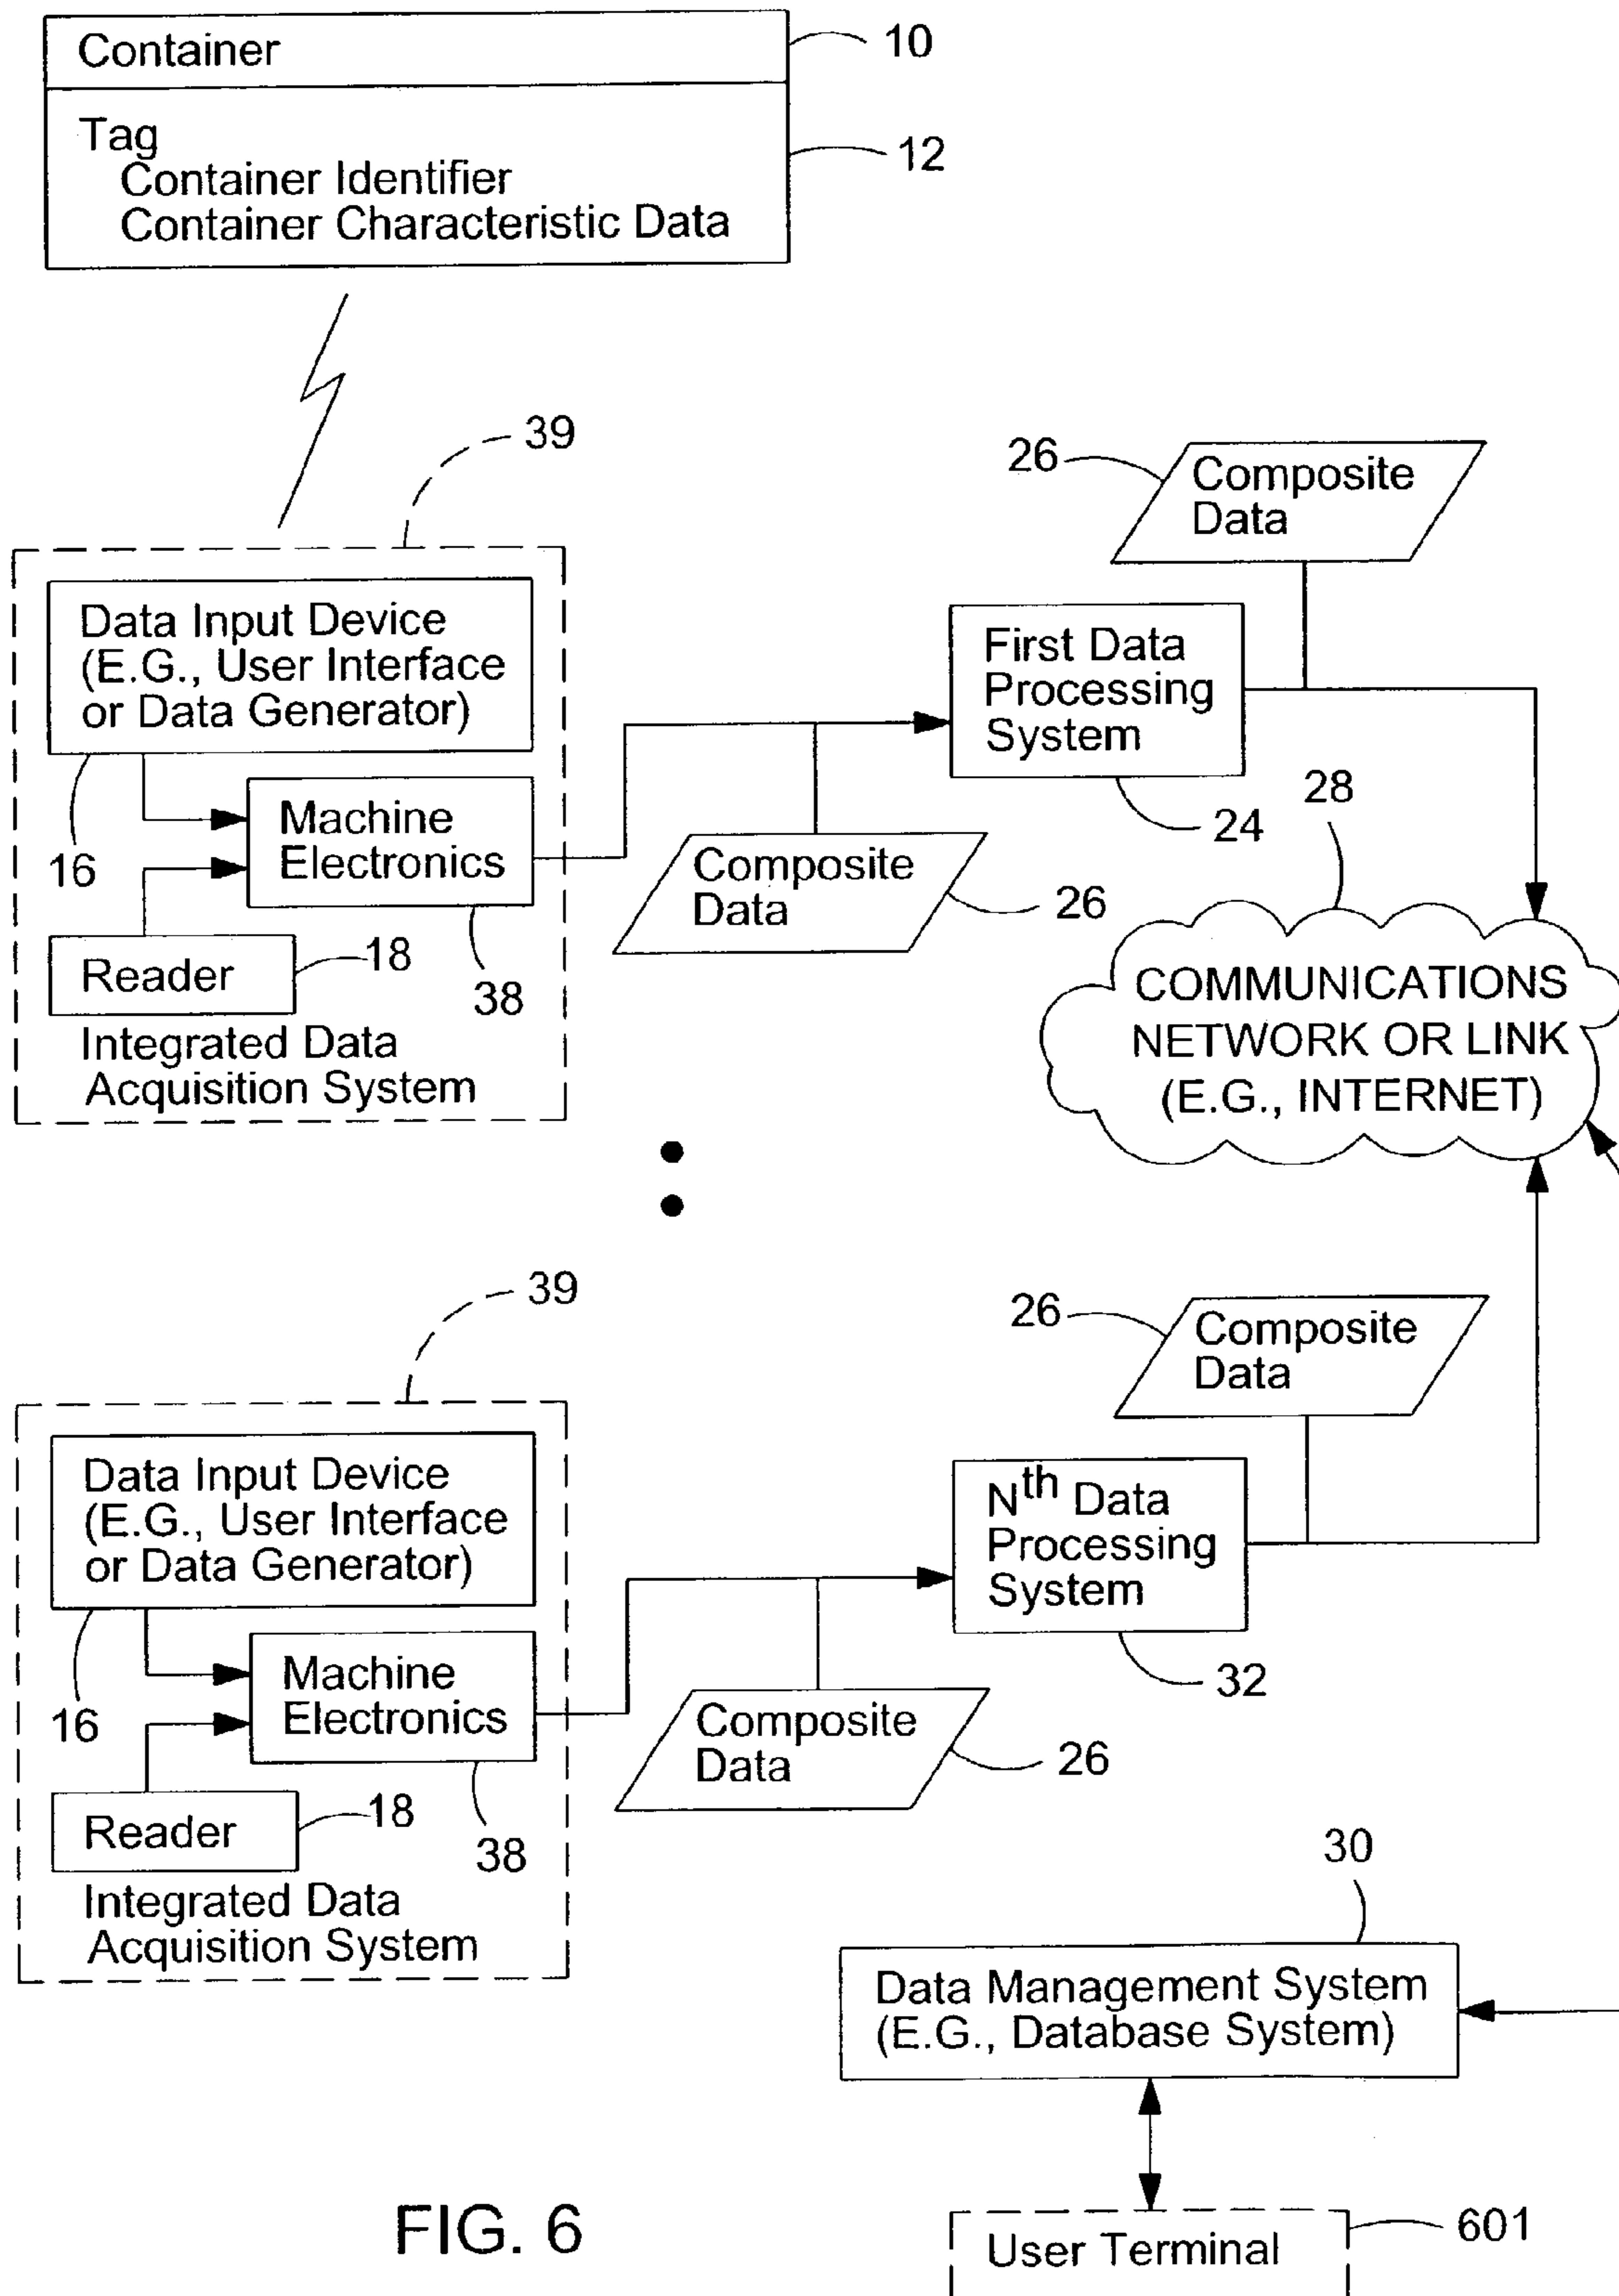 Container
10
Tag
Container Identifier
Container Characteristic Data
12
39
Data Input Device
(E.G., User Interface
or Data Generator)
16
Machine
Electronics
38
Reader
18
Integrated Data
Acquisition System
Composite
Data
26
First Data
Processing
System
24
26
Composite
Data
28
COMMUNICATIONS
NETWORK OR LINK
(E.G., INTERNET)
39
Data Input Device
(E.G., User Interface
or Data Generator)
16
Machine
Electronics
38
Reader
18
Integrated Data
Acquisition System
Composite
Data
26
Nth Data
Processing
System
32
26
Composite
Data
30
Data Management System
(E.G., Database System)
User Terminal
601
FIG. 6